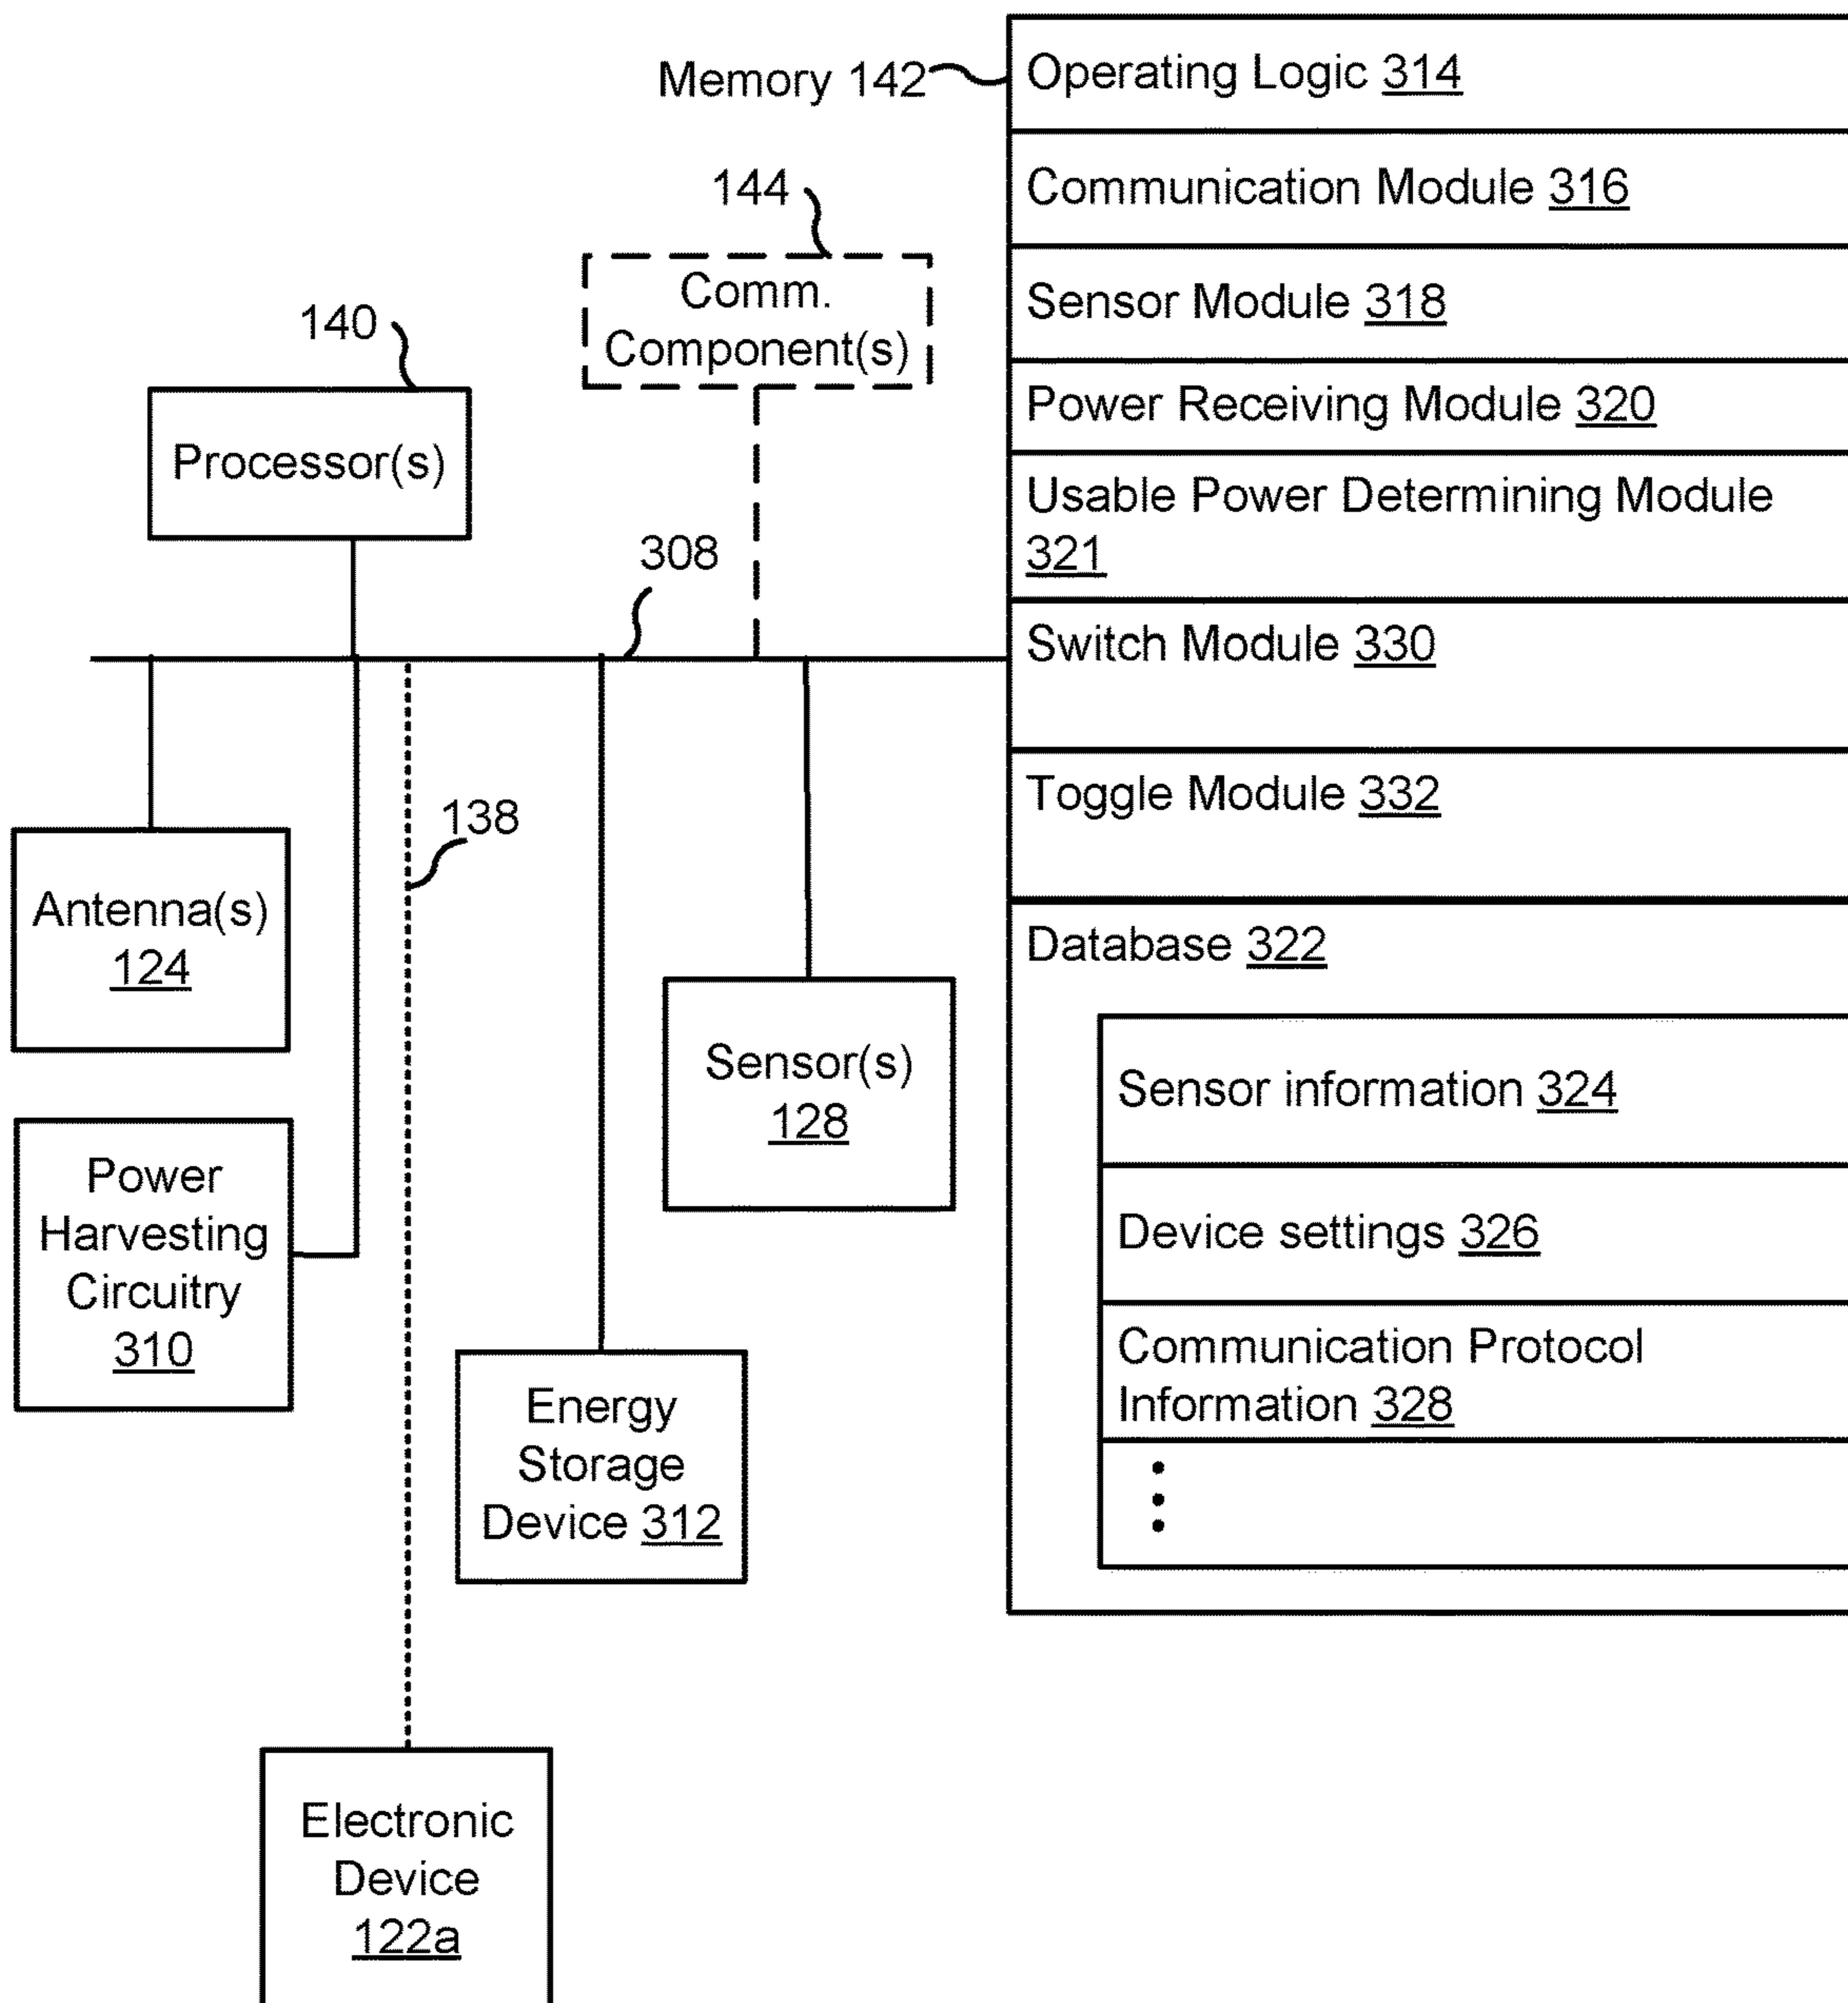 Memory 142
144
Comm.
Component(s)
140
Processor(s)
308
138
Antenna(s)
124
Power
Harvesting
Circuitry
310
Sensor(s)
128
Energy
Storage
Device 312
Electronic
Device
122a
Operating Logic 314
Communication Module 316
Sensor Module 318
Power Receiving Module 320
Usable Power Determining Module
321
Switch Module 330
Toggle Module 332
Database 322
Sensor information 324
Device settings 326
Communication Protocol
Information 328